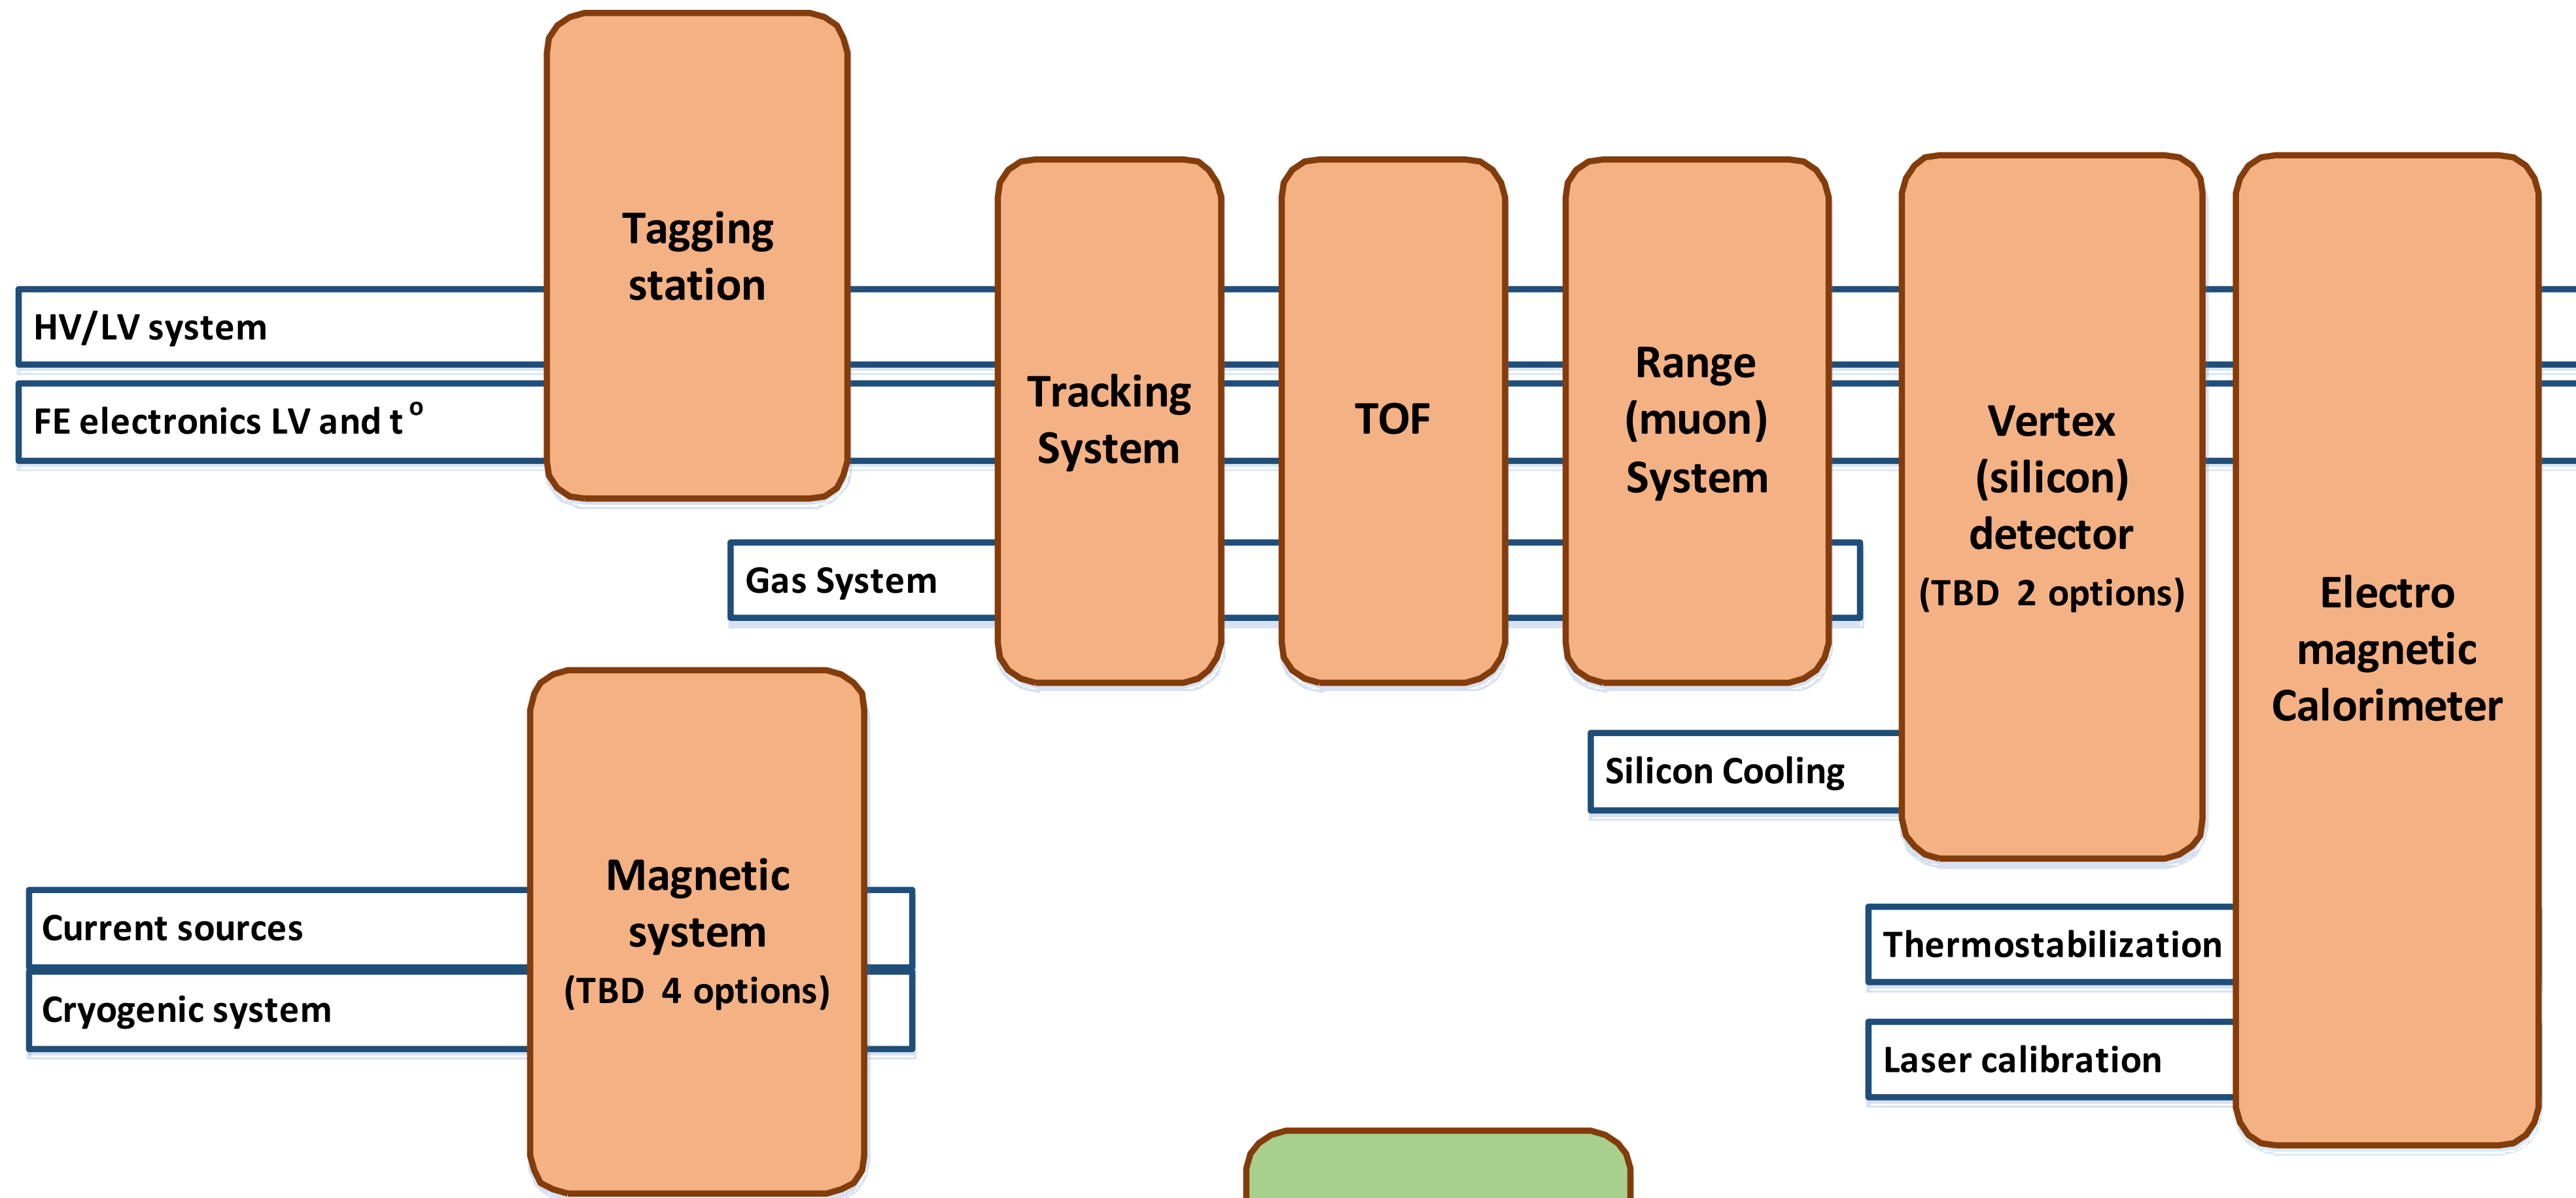 Tagging
station
HV/LV system
FE electronics LV and t°
Tracking
System
TOF
Range
(muon)
System
Vertex
(silicon)
detector
(TBD 2 options)
Electro
magnetic
Calorimeter
Gas System
Silicon Cooling
Magnetic
system
(TBD 4 options)
Current sources
Cryogenic system
Thermostabilization
Laser calibration